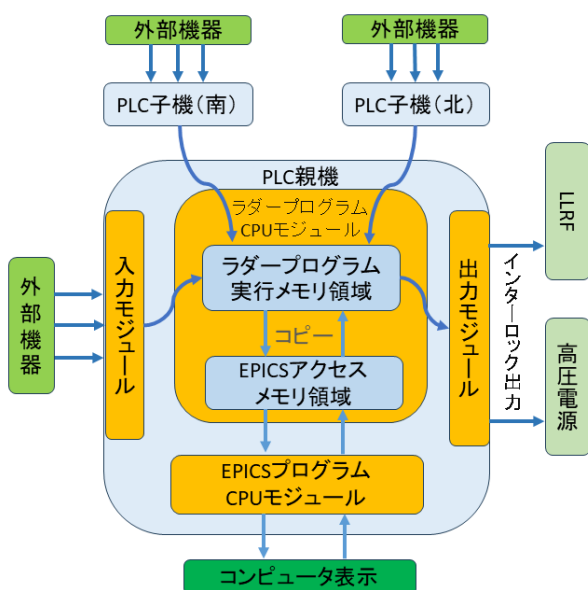 外部機器
外部機器
PLC子機(南)
PLC子機(北)
PLC親機
ラダープログラム
CPUモジュール
ラダープログラム
実行メモリ領域
コピー
EPICSアクセス
メモリ領域
EPICSプログラム
CPUモジュール
コンピュータ表示
外部機器
入力モジュール
出力モジュール
インターロック出力
LLRF
高圧電源